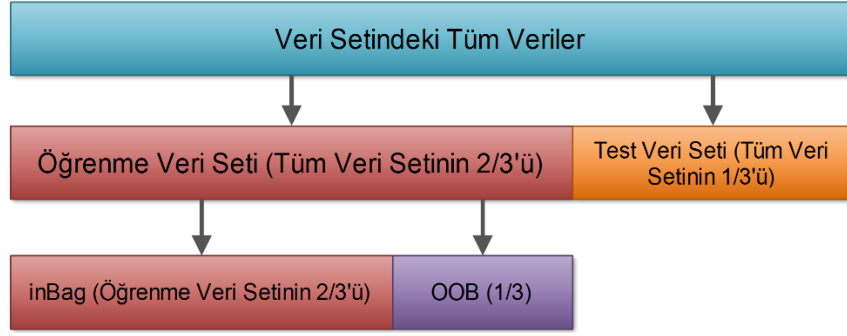 Veri Setindeki Tüm Veriler
Öğrenme Veri Seti (Tüm Veri Setinin 2/3'ü)
Test Veri Seti (Tüm Veri
Setinin 1/3'ü)
inBag (Öğrenme Veri Setinin 2/3'ü)
OOB (1/3)